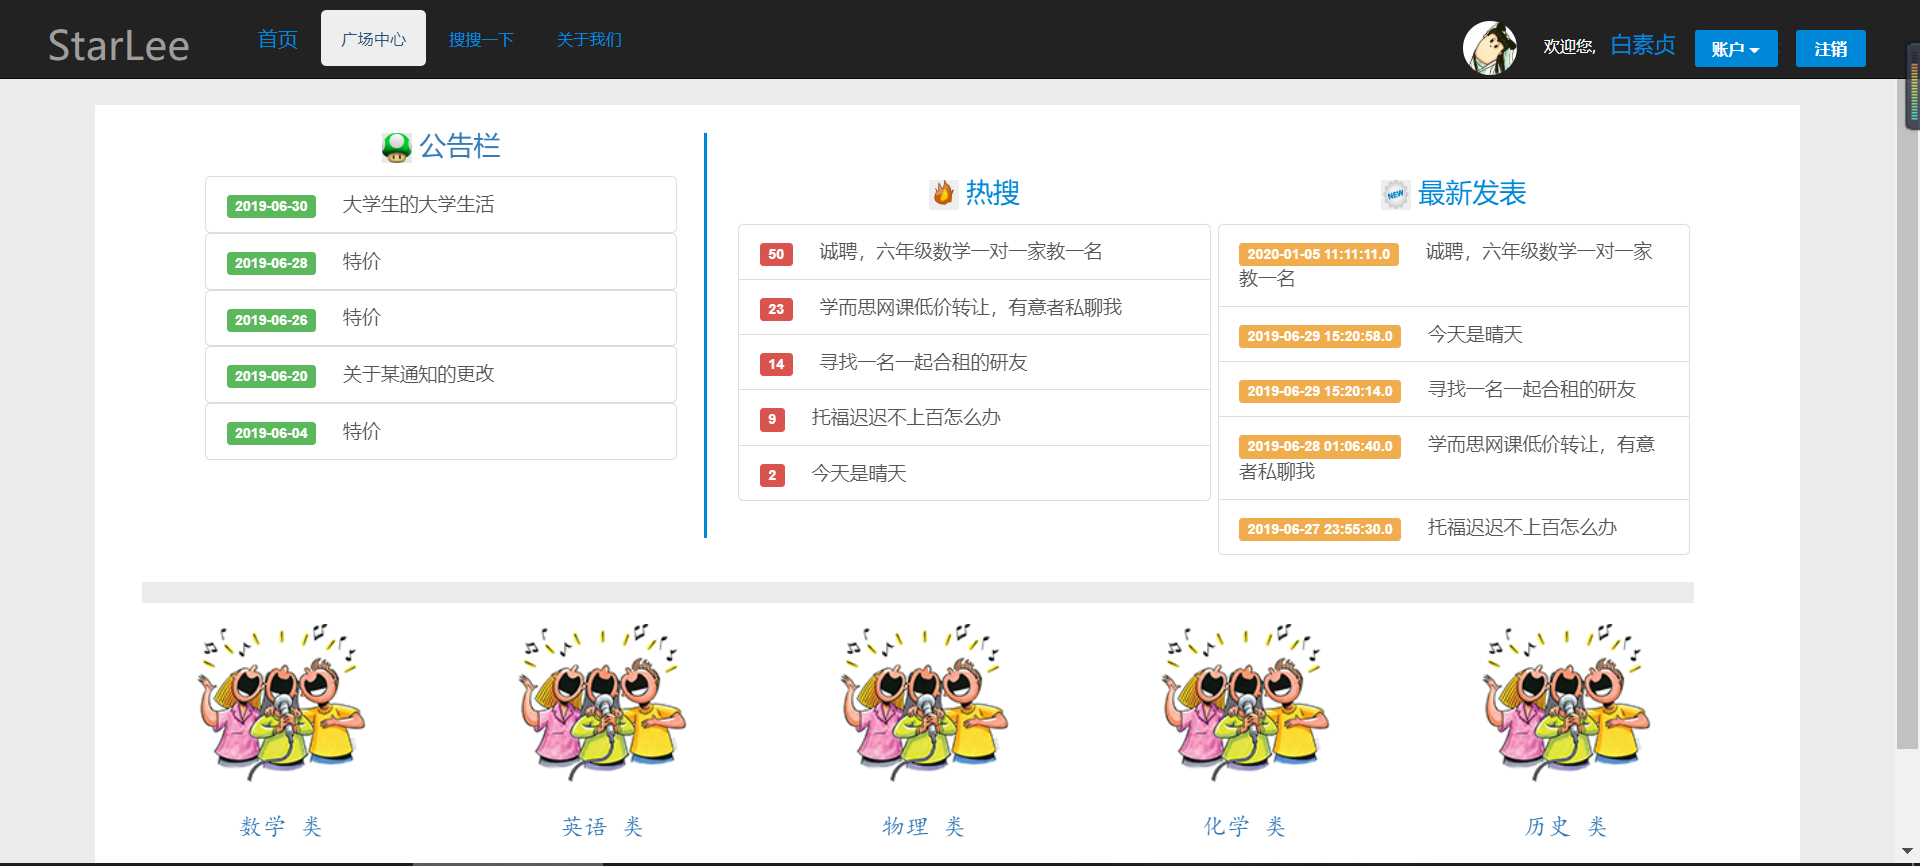 StarLee 首页 广场中心 搜搜一下 关于我们 欢迎您, 白素贞 账户 注销
公告栏
2019-06-30 大学生的大学生活
2019-06-28 特价
2019-06-26 特价
2019-06-20 关于某通知的更改
2019-06-04 特价
热搜
50 诚聘，六年级数学一对一家教一名
23 学而思网课低价转让，有意者私聊我
14 寻找一名一起合租的研友
9 托福迟迟不上百怎么办
2 今天是晴天
NEW 最新发表
2020-01-05 11:11:11.0 诚聘，六年级数学一对一家
教一名
2019-06-29 15:20:58.0 今天是晴天
2019-06-29 15:20:14.0 寻找一名一起合租的研友
2019-06-28 01:06:40.0 学而思网课低价转让，有意
者私聊我
2019-06-27 23:55:30.0 托福迟迟不上百怎么办
数学 类 英语 类 物理 类 化学 类 历史 类